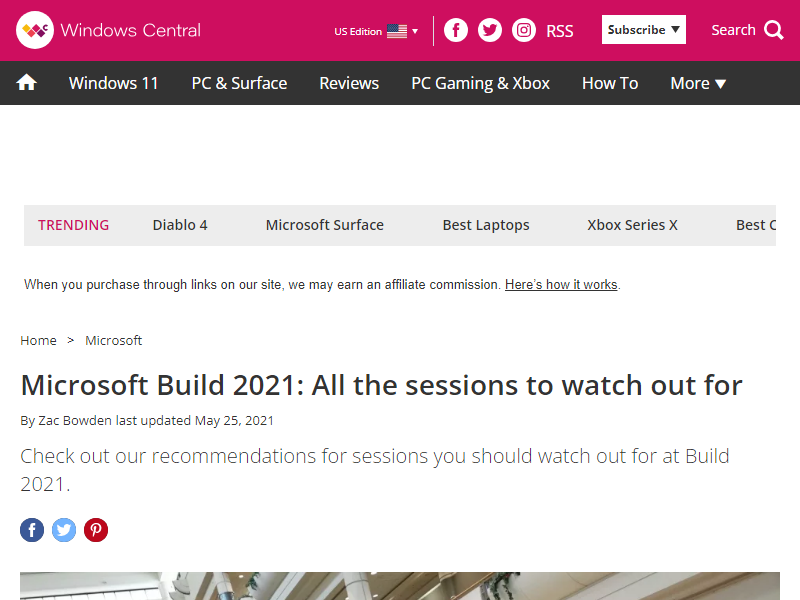 Windows Central
US Edition
RSS
Subscribe ▼
Search
Windows 11
PC & Surface
Reviews
PC Gaming & Xbox
How To
More ▼
TRENDING
Diablo 4
Microsoft Surface
Best Laptops
Xbox Series X
Best C
When you purchase through links on our site, we may earn an affiliate commission. Here's how it works.
Home > Microsoft
Microsoft Build 2021: All the sessions to watch out for
By Zac Bowden last updated May 25, 2021
Check out our recommendations for sessions you should watch out for at Build
2021.